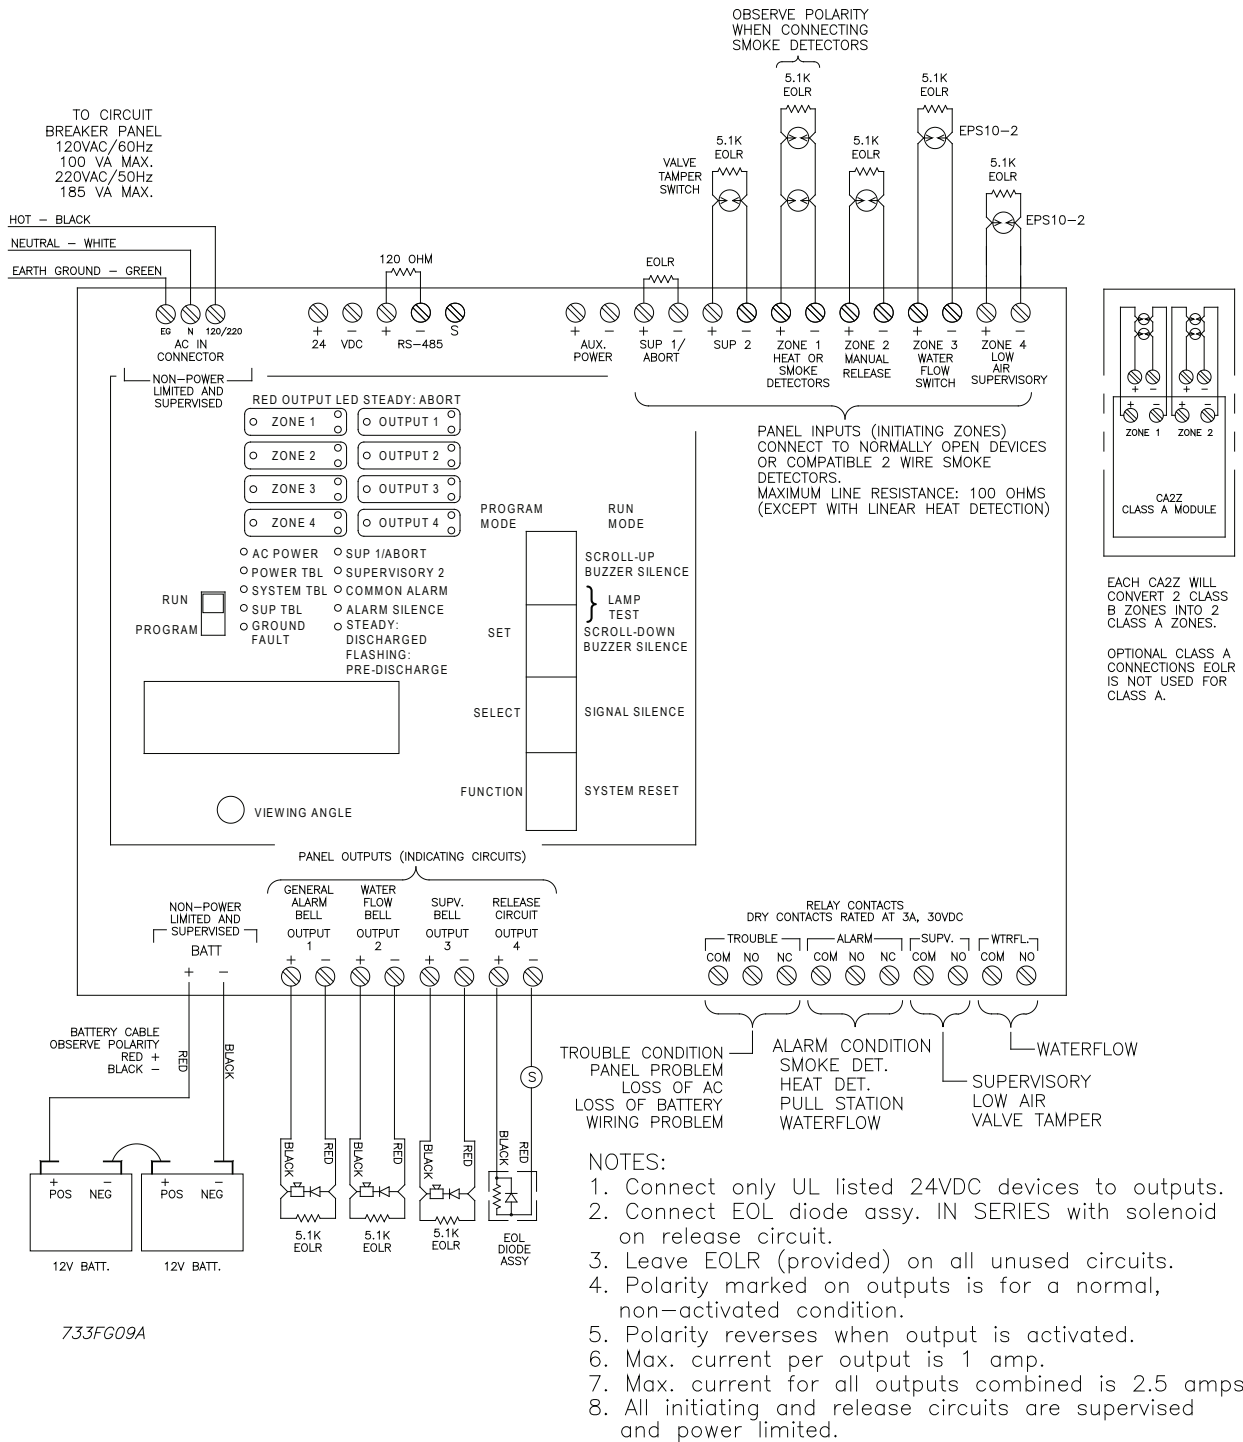 OBSERVE POLARITY
WHEN CONNECTING
SMOKE DETECTORS
5.1K
EOLR
5.1K
EOLR
EPS10-2
TO CIRCUIT
BREAKER PANEL
120VAC/60Hz
100 VA MAX.
220VAC/50Hz
185 VA MAX.
5.1K
EOLR
5.1K
EOLR
VALVE
TAMPER
SWITCH
5.1K
EOLR
EPS10-2
HOT - BLACK
NEUTRAL - WHITE
EARTH GROUND - GREEN
120 OHM
EOLR
EG N 120/220
AC IN
CONNECTOR
NON-POWER
LIMITED AND
SUPERVISED
+ -
24 VDC
+ - S
RS-485
+ -
AUX.
POWER
+ -
SUP 1/
ABORT
+ -
SUP 2
+ -
ZONE 1
HEAT OR
SMOKE
DETECTORS
+ -
ZONE 2
MANUAL
RELEASE
+ -
ZONE 3
WATER
FLOW
SWITCH
+ -
ZONE 4
LOW
AIR
SUPERVISORY
PANEL INPUTS (INITIATING ZONES)
CONNECT TO NORMALLY OPEN DEVICES
OR COMPATIBLE 2 WIRE SMOKE
DETECTORS.
MAXIMUM LINE RESISTANCE: 100 OHMS
(EXCEPT WITH LINEAR HEAT DETECTION)
+ - + -
+ - + -
ZONE 1 ZONE 2
CA2Z
CLASS A MODULE
EACH CA2Z WILL
CONVERT 2 CLASS
B ZONES INTO 2
CLASS A ZONES.
OPTIONAL CLASS A
CONNECTIONS EOLR
IS NOT USED FOR
CLASS A.
RED OUTPUT LED STEADY: ABORT
ZONE 1 OUTPUT 1
ZONE 2 OUTPUT 2
ZONE 3 OUTPUT 3
ZONE 4 OUTPUT 4
AC POWER SUP 1/ABORT
POWER TBL SUPERVISORY 2
SYSTEM TBL COMMON ALARM
SUP TBL ALARM SILENCE
GROUND
FAULT
STEADY:
DISCHARGED
FLASHING:
PRE-DISCHARGE
RUN
PROGRAM
PROGRAM
MODE
RUN
MODE
SCROLL-UP
BUZZER SILENCE
} LAMP
TEST
SET
SCROLL-DOWN
BUZZER SILENCE
SELECT SIGNAL SILENCE
FUNCTION SYSTEM RESET
VIEWING ANGLE
PANEL OUTPUTS (INDICATING CIRCUITS)
NON-POWER
LIMITED AND
SUPERVISED
BATT
+ -
GENERAL
ALARM
BELL
OUTPUT
1
+ -
WATER
FLOW
BELL
OUTPUT
2
+ -
SUPV.
BELL
OUTPUT
3
+ -
RELEASE
CIRCUIT
OUTPUT
4
+ -
RELAY CONTACTS
DRY CONTACTS RATED AT 3A, 30VDC
TROUBLE ALARM SUPV. WTRFL.
COM NO NC COM NO NC COM NO COM NO
BATTERY CABLE
OBSERVE POLARITY
RED +
BLACK -
RED
BLACK
S
TROUBLE CONDITION
PANEL PROBLEM
LOSS OF AC
LOSS OF BATTERY
WIRING PROBLEM
ALARM CONDITION
SMOKE DET.
HEAT DET.
PULL STATION
WATERFLOW
SUPERVISORY
LOW AIR
VALVE TAMPER
WATERFLOW
BLACK RED BLACK RED BLACK RED BLACK RED
+ - + -
POS NEG POS NEG
12V BATT. 12V BATT.
5.1K
EOLR
5.1K
EOLR
5.1K
EOLR
EOL
DIODE
ASSY
733FG09A
NOTES:
1. Connect only UL listed 24VDC devices to outputs.
2. Connect EOL diode assy. IN SERIES with solenoid
on release circuit.
3. Leave EOLR (provided) on all unused circuits.
4. Polarity marked on outputs is for a normal,
non-activated condition.
5. Polarity reverses when output is activated.
6. Max. current per output is 1 amp.
7. Max. current for all outputs combined is 2.5 amps
8. All initiating and release circuits are supervised
and power limited.